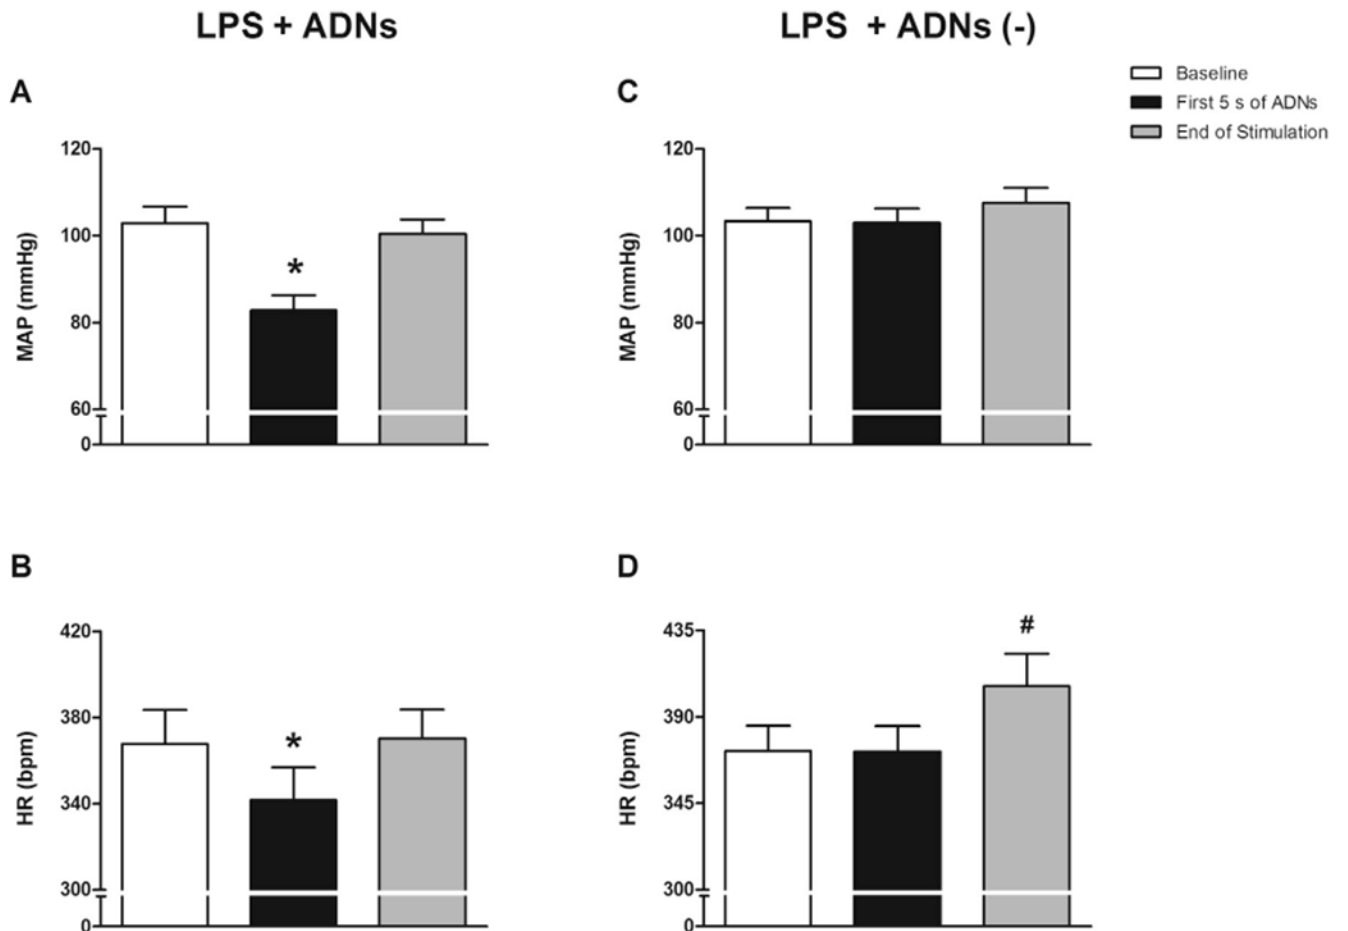 LPS + ADNs
LPS + ADNs (-)
Baseline
First 5 s of ADNs
End of Stimulation
A
MAP (mmHg)
120
100
80
60
0
*
C
MAP (mmHg)
120
100
80
60
0
B
HR (bpm)
420
380
340
300
0
*
D
HR (bpm)
435
390
345
300
0
#